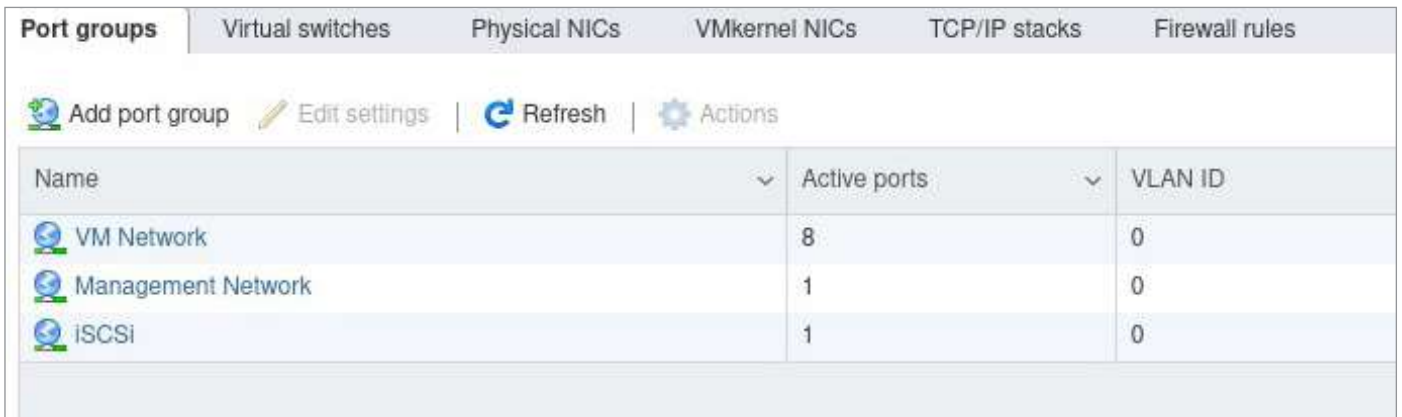 Port groups Virtual switches Physical NICs VMkernel NICs TCP/IP stacks Firewall rules
Add port group Edit settings | Refresh | Actions
Name Active ports VLAN ID
VM Network 8 0
Management Network 1 0
iSCSi 1 0